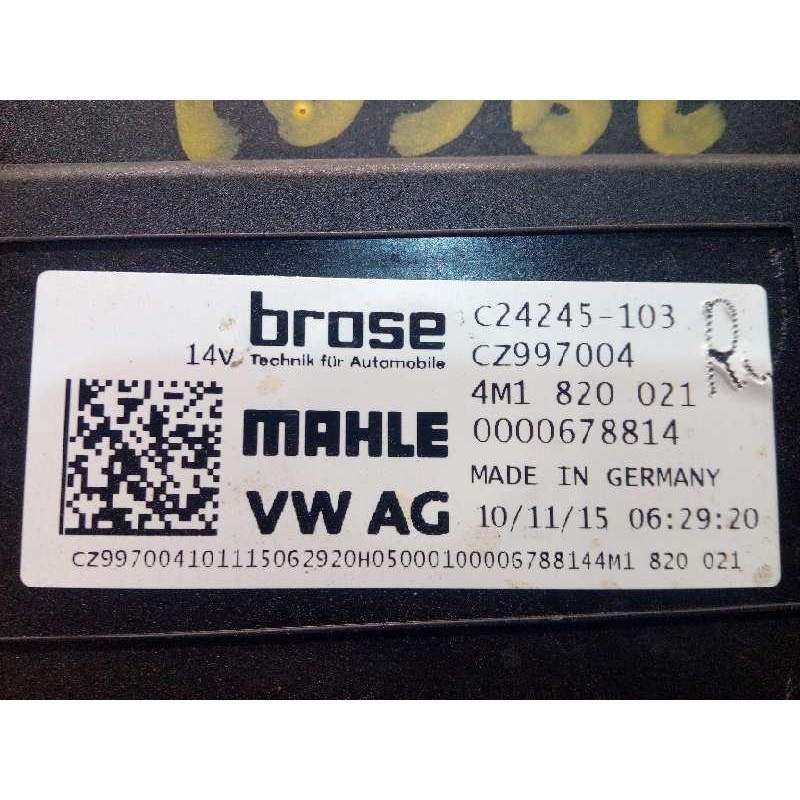 brose
14V Technik für Automobile
C24245-103
CZ997004
4M1 820 021
MAHLE
0000678814
MADE IN GERMANY
VW AG
10/11/15 06:29:20
CZ997004101115062920H05000100006788144M1 820 021